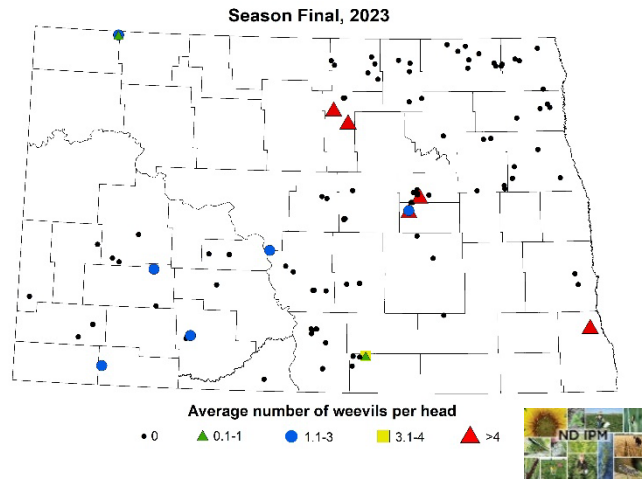 Season Final, 2023
Average number of weevils per head
0 0.1-1 1.1-3 3.1-4 >4
ND IPM